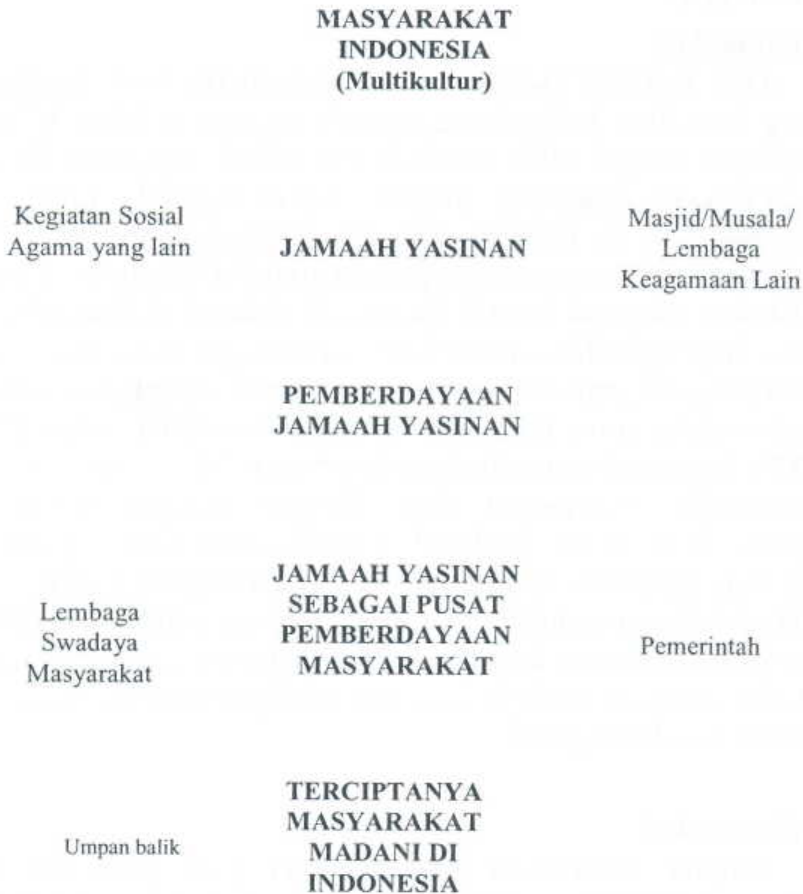 MASYARAKAT
INDONESIA
(Multikultur)
Kegiatan Sosial
Agama yang lain
JAMAAH YASINAN
Masjid/Musala/
Lembaga
Keagamaan Lain
PEMBERDAYAAN
JAMAAH YASINAN
Lembaga
Swadaya
Masyarakat
JAMAAH YASINAN
SEBAGAI PUSAT
PEMBERDAYAAN
MASYARAKAT
Pemerintah
Umpan balik
TERCIPTANYA
MASYARAKAT
MADANI DI
INDONESIA